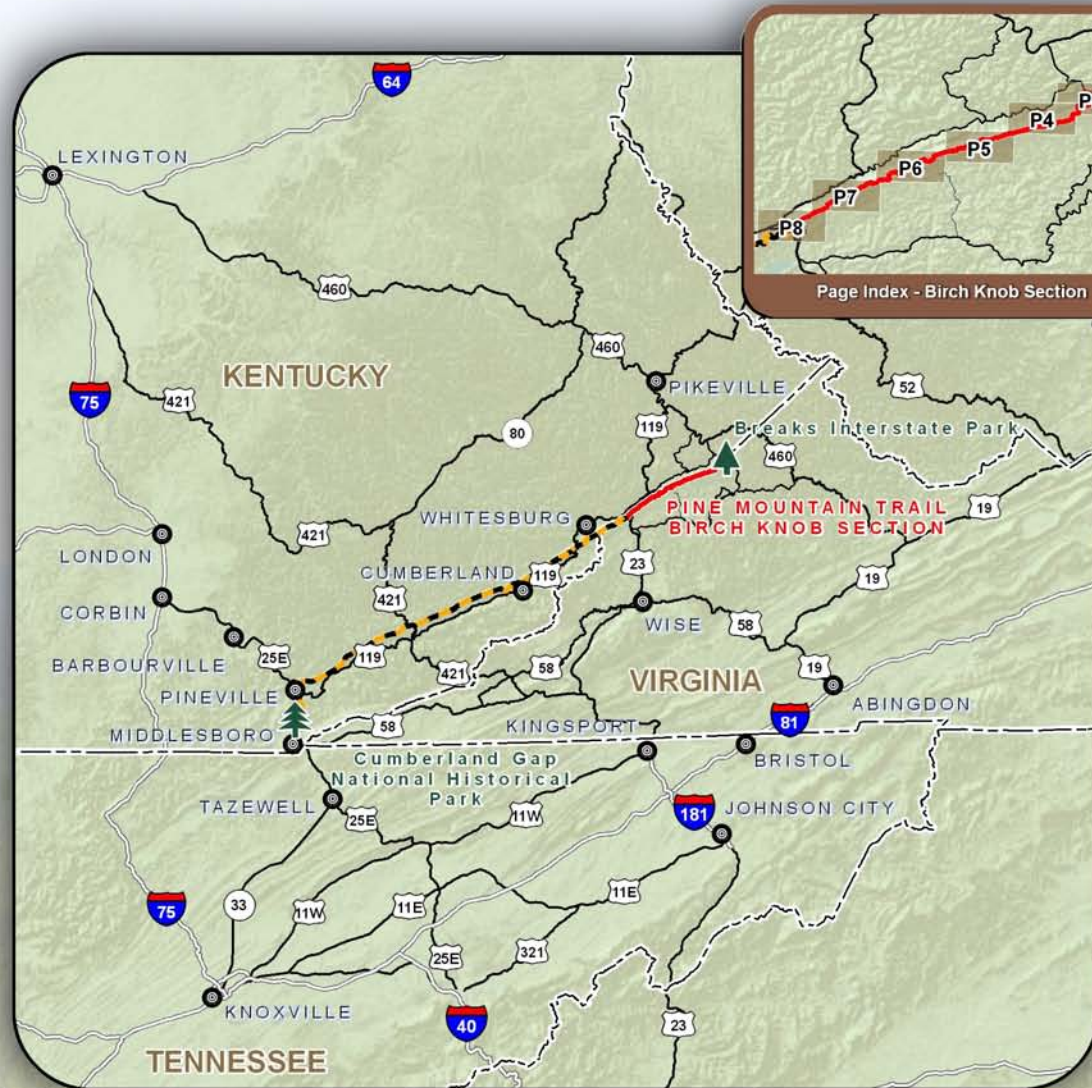 64
P
P4
P5
P6
P7
P8
Page Index - Birch Knob Section
LEXINGTON
460
460
KENTUCKY
PIKEVILLE
52
75
421
119
80
Breaks Interstate Park
460
PINE MOUNTAIN TRAIL
BIRCH KNOB SECTION
19
WHITESBURG
421
LONDON
CUMBERLAND
119
23
19
CORBIN
421
WISE
58
BARBOURVILLE
25E
119
421
58
19
PINEVILLE
VIRGINIA
ABINGDON
58
KINGSPORT
81
MIDDLESBORO
BRISTOL
Cumberland Gap
National Historical
Park
TAZEWELL
25E
11W
181
JOHNSON CITY
75
33
11W
11E
11E
25E
321
KNOXVILLE
40
23
TENNESSEE